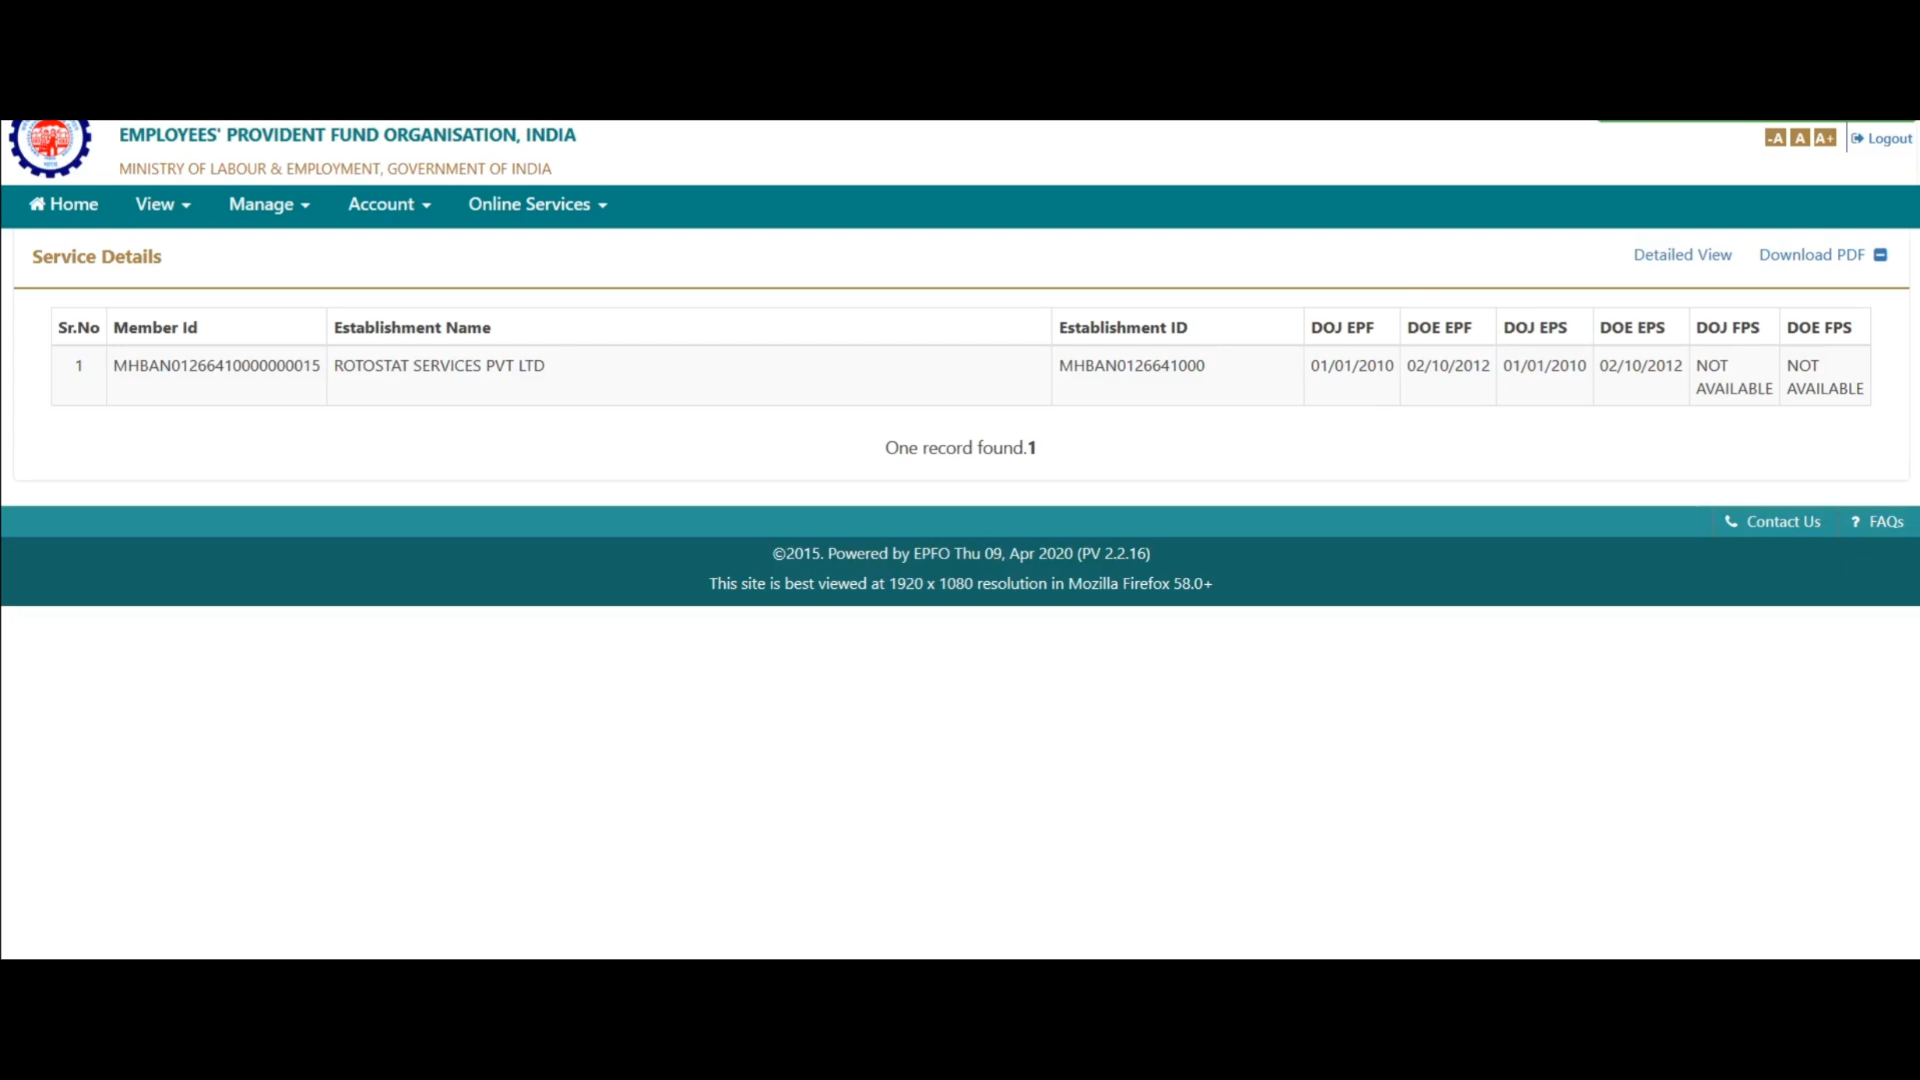 EMPLOYEES' PROVIDENT FUND ORGANISATION, INDIA
MINISTRY OF LABOUR & EMPLOYMENT, GOVERNMENT OF INDIA
-A A A+ Logout
Home View Manage Account Online Services
Service Details Detailed View Download PDF
Sr.No Member Id Establishment Name Establishment ID DOJ EPF DOE EPF DOJ EPS DOE EPS DOJ FPS DOE FPS
1 MHBAN01266410000000015 ROTOSTAT SERVICES PVT LTD MHBAN0126641000 01/01/2010 02/10/2012 01/01/2010 02/10/2012 NOT NOT
AVAILABLE AVAILABLE
One record found.1
Contact Us ? FAQs
©2015. Powered by EPFO Thu 09, Apr 2020 (PV 2.2.16)
This site is best viewed at 1920 x 1080 resolution in Mozilla Firefox 58.0+